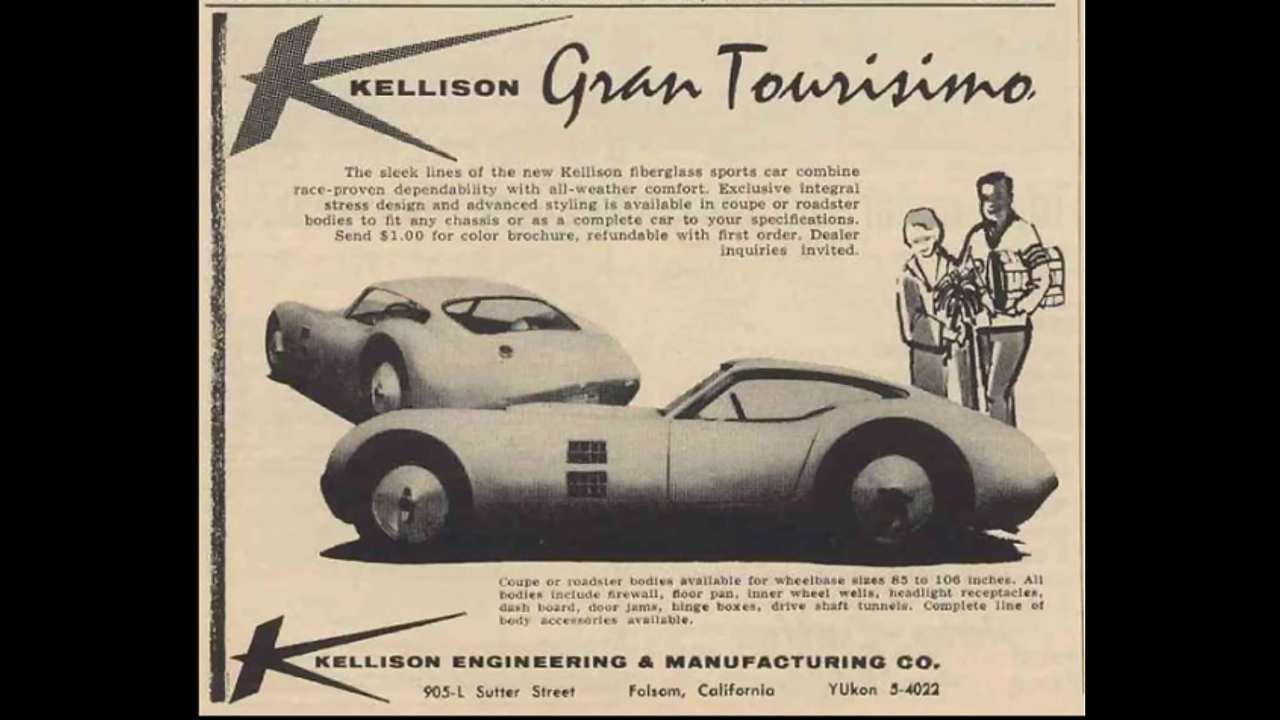 KELLISON Gran Tourisimo
The sleek lines of the new Kellison fiberglass sports car combine
race-proven dependability with all-weather comfort. Exclusive integral
stress design and advanced styling is available in coupe or roadster
bodies to fit any chassis or as a complete car to your specifications.
Send $1.00 for color brochure, refundable with first order. Dealer
inquiries invited.
Coupe or roadster bodies available for wheelbase sizes 85 to 106 inches. All
bodies include firewall, floor pan, inner wheel wells, headlight receptacles,
dash board, door jams, hinge boxes, drive shaft tunnels. Complete line of
body accessories available.
KELLISON ENGINEERING & MANUFACTURING CO.
905-L Sutter Street Folsom, California YUkon 5-4022